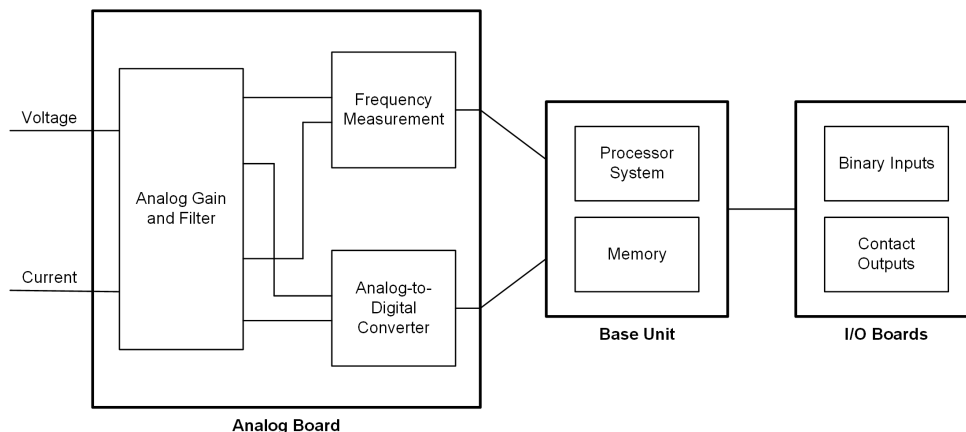 Voltage
Current
Analog Gain
and Filter
Frequency
Measurement
Analog-to-
Digital
Converter
Analog Board
Processor
System
Memory
Base Unit
Binary Inputs
Contact
Outputs
I/O Boards